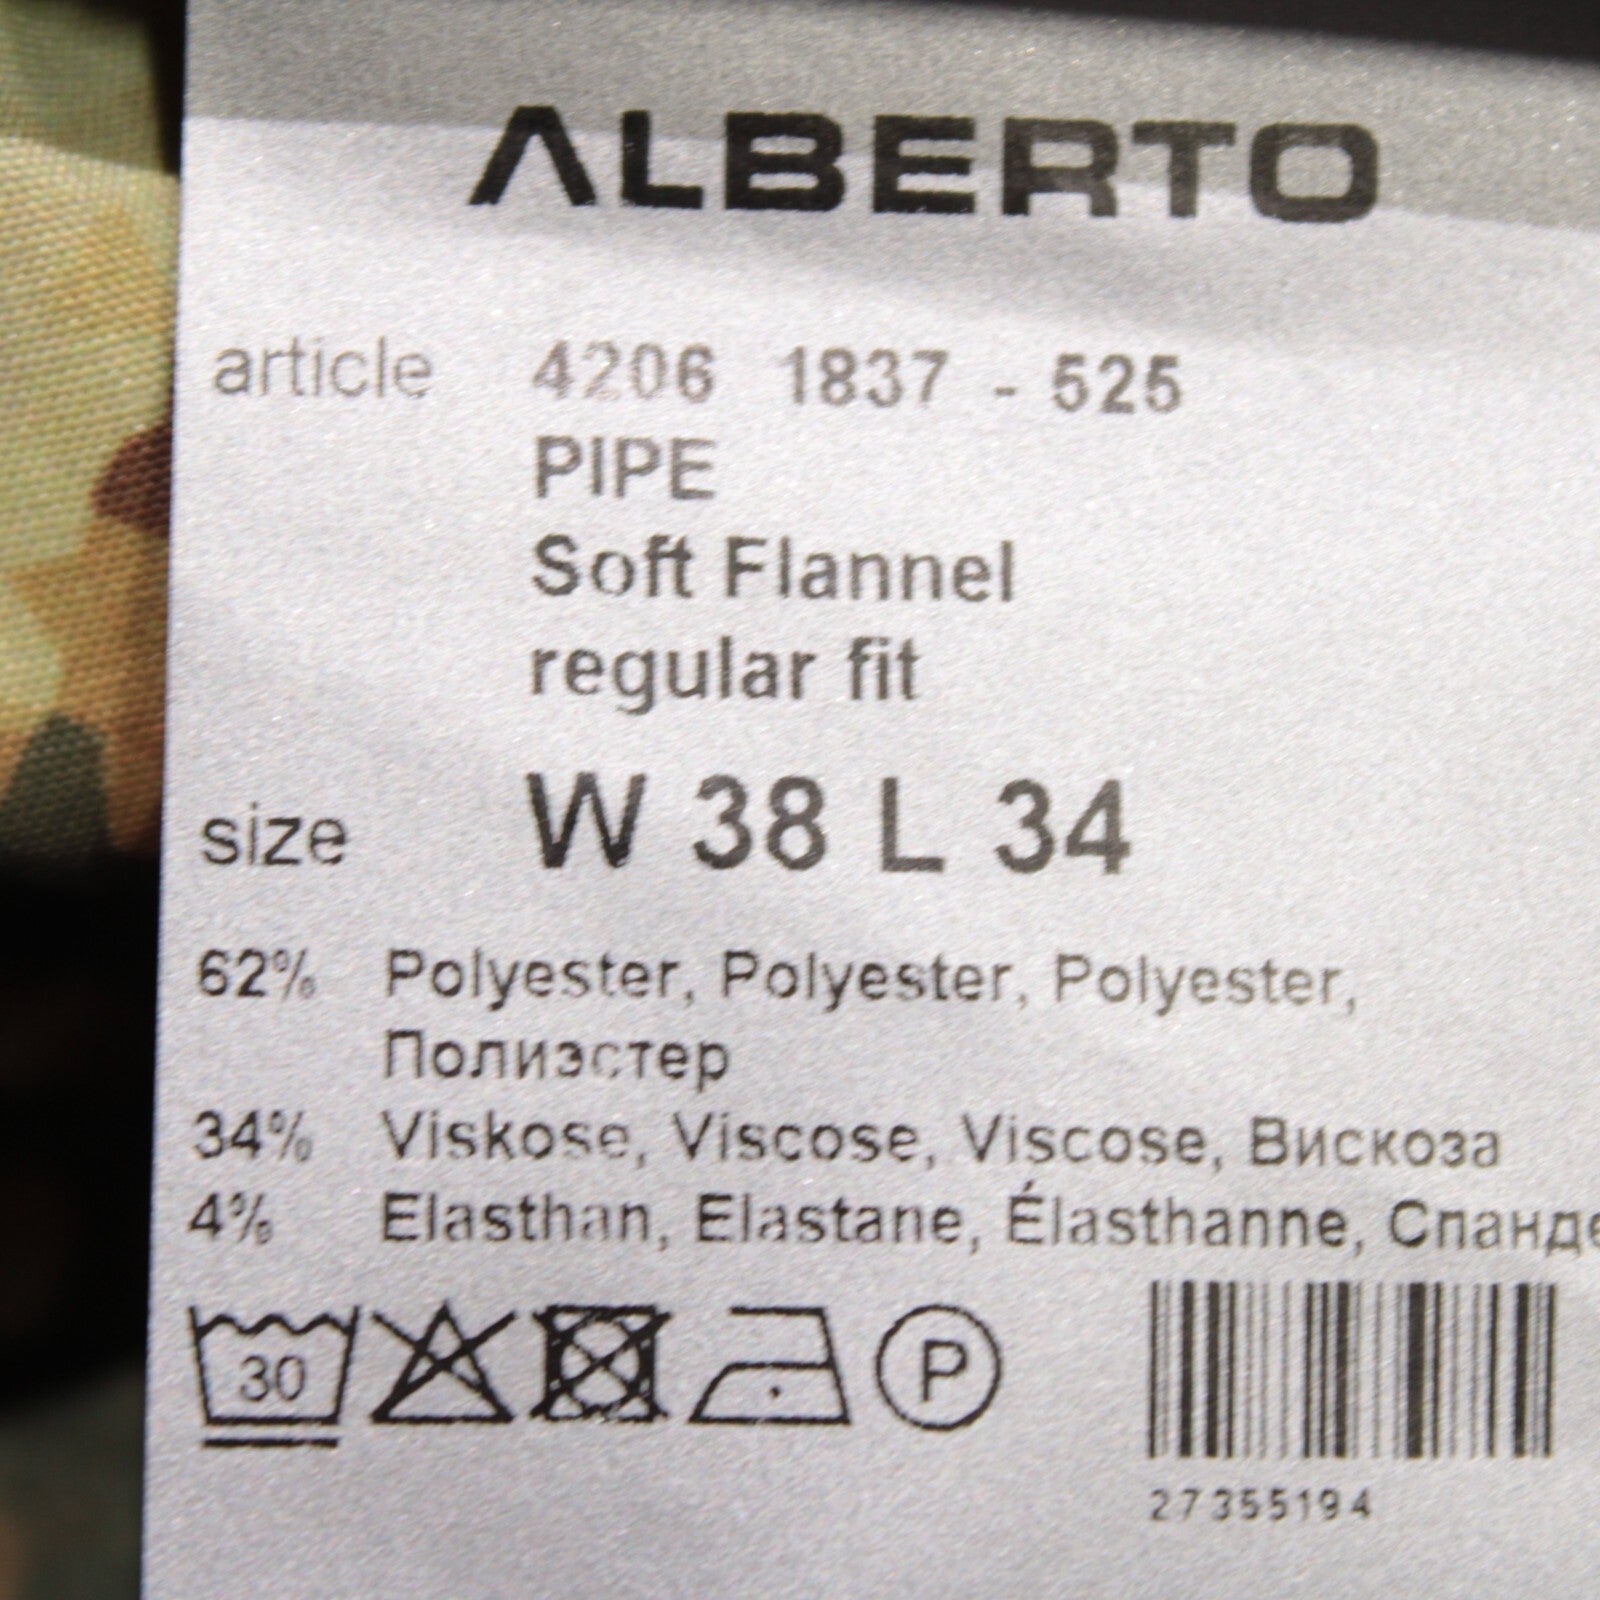 ALBERTO
article 4206 1837 - 525
PIPE
Soft Flannel
regular fit
size W 38 L 34
62% Polyester, Polyester, Polyester,
Полиэстер
34% Viskose, Viscose, Viscose, Вискоза
4% Elasthan, Elastane, Élasthanne, Спанде
30 P
27355194